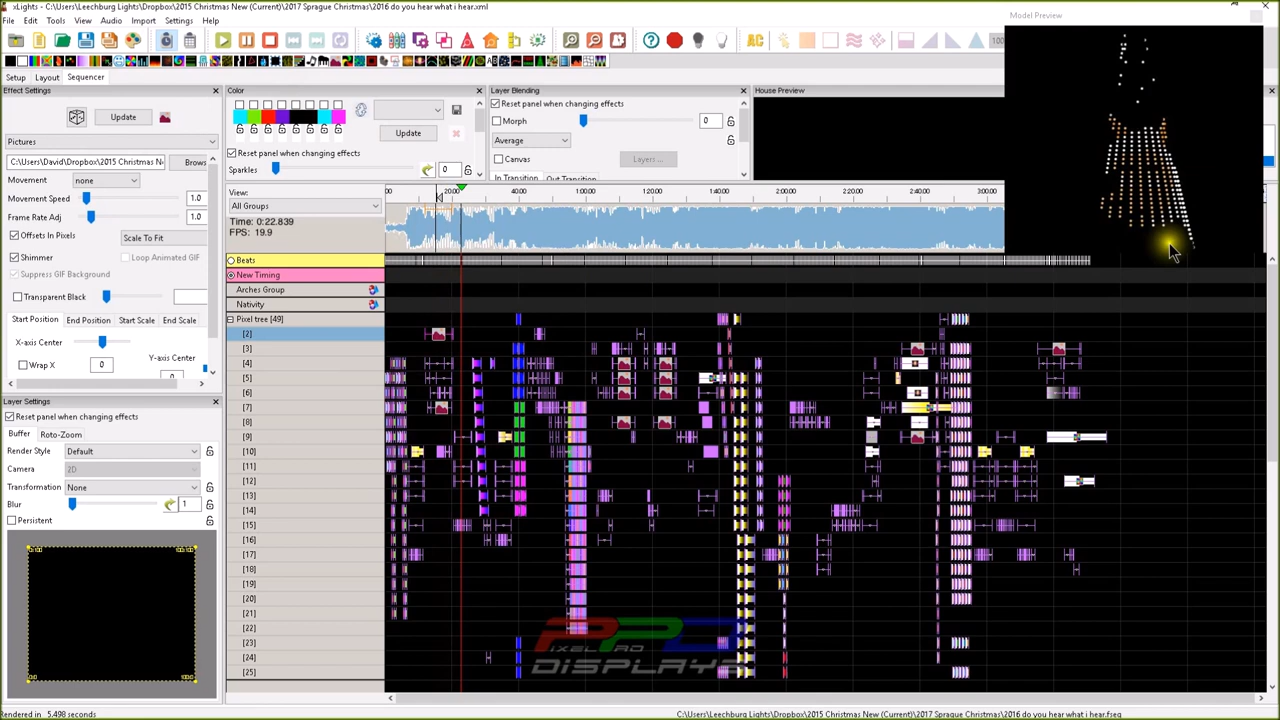 xLights - C:\Users\Leechburg Lights\Dropbox\2015 Christmas New (Current)\2017 Sprague Christmas\2016 do you hear what i hear.xml
File Edit Tools View Audio Import Settings Help
Model Preview
Setup Layout Sequencer
Effect Settings
Color
Layer Blending
House Preview
Update
Pictures
C:\Users\David\Dropbox\2015 Christmas N
Brows
Movement none
Movement Speed 1.0
Frame Rate Adj 1.0
Offsets In Pixels Scale To Fit
Shimmer Loop Animated GIF
Suppress GIF Background
Transparent Black
Start Position End Position Start Scale End Scale
X-axis Center
Wrap X 0
Y-axis Center
Update
Reset panel when changing effects
Sparkles 0
Reset panel when changing effects
Morph 0
Average
Canvas Layers ...
In Transition Out Transition
View:
All Groups
Time: 0:22.839
FPS: 19.9
Beats
New Timing
Arches Group
Nativity
Pixel tree [49]
[2]
[3]
[4]
[5]
[6]
[7]
[8]
[9]
[10]
[11]
[12]
[13]
[14]
[15]
[16]
[17]
[18]
[19]
[20]
[21]
[22]
[23]
[24]
[25]
Layer Settings
Reset panel when changing effects
Buffer Roto-Zoom
Render Style Default
Camera 2D
Transformation None
Blur 1
Persistent
PPD
PIXEL PRO
DISPLAYS
Rendered in 5.498 seconds
C:\Users\Leechburg Lights\Dropbox\2015 Christmas New (Current)\2017 Sprague Christmas\2016 do you hear what i hear.fseq